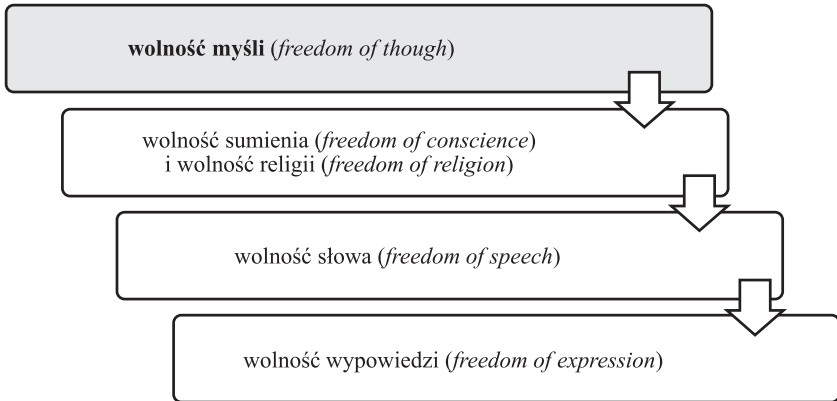 wolność myśli (freedom of though)
wolność sumienia (freedom of conscience)
i wolność religii (freedom of religion)
wolność słowa (freedom of speech)
wolność wypowiedzi (freedom of expression)